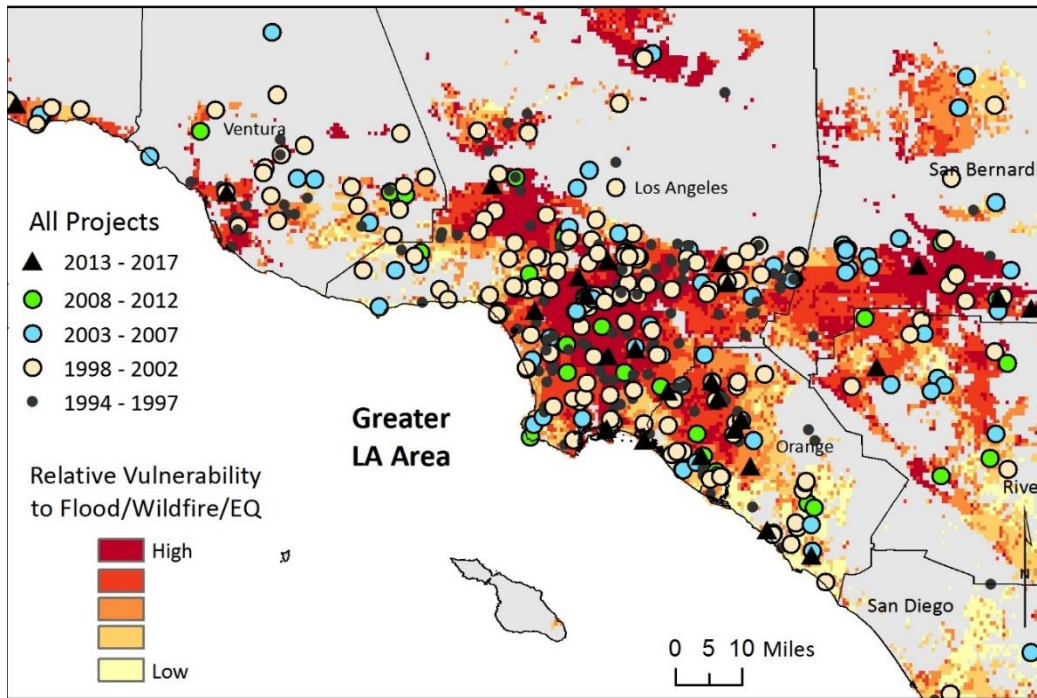 Ventura
Los Angeles
San Bernard
All Projects
2013 - 2017
2008 - 2012
2003 - 2007
1998 - 2002
1994 - 1997
Greater
LA Area
Orange
Relative Vulnerability
to Flood/Wildfire/EQ
High
Low
Rive
N
San Diego
0 5 10 Miles